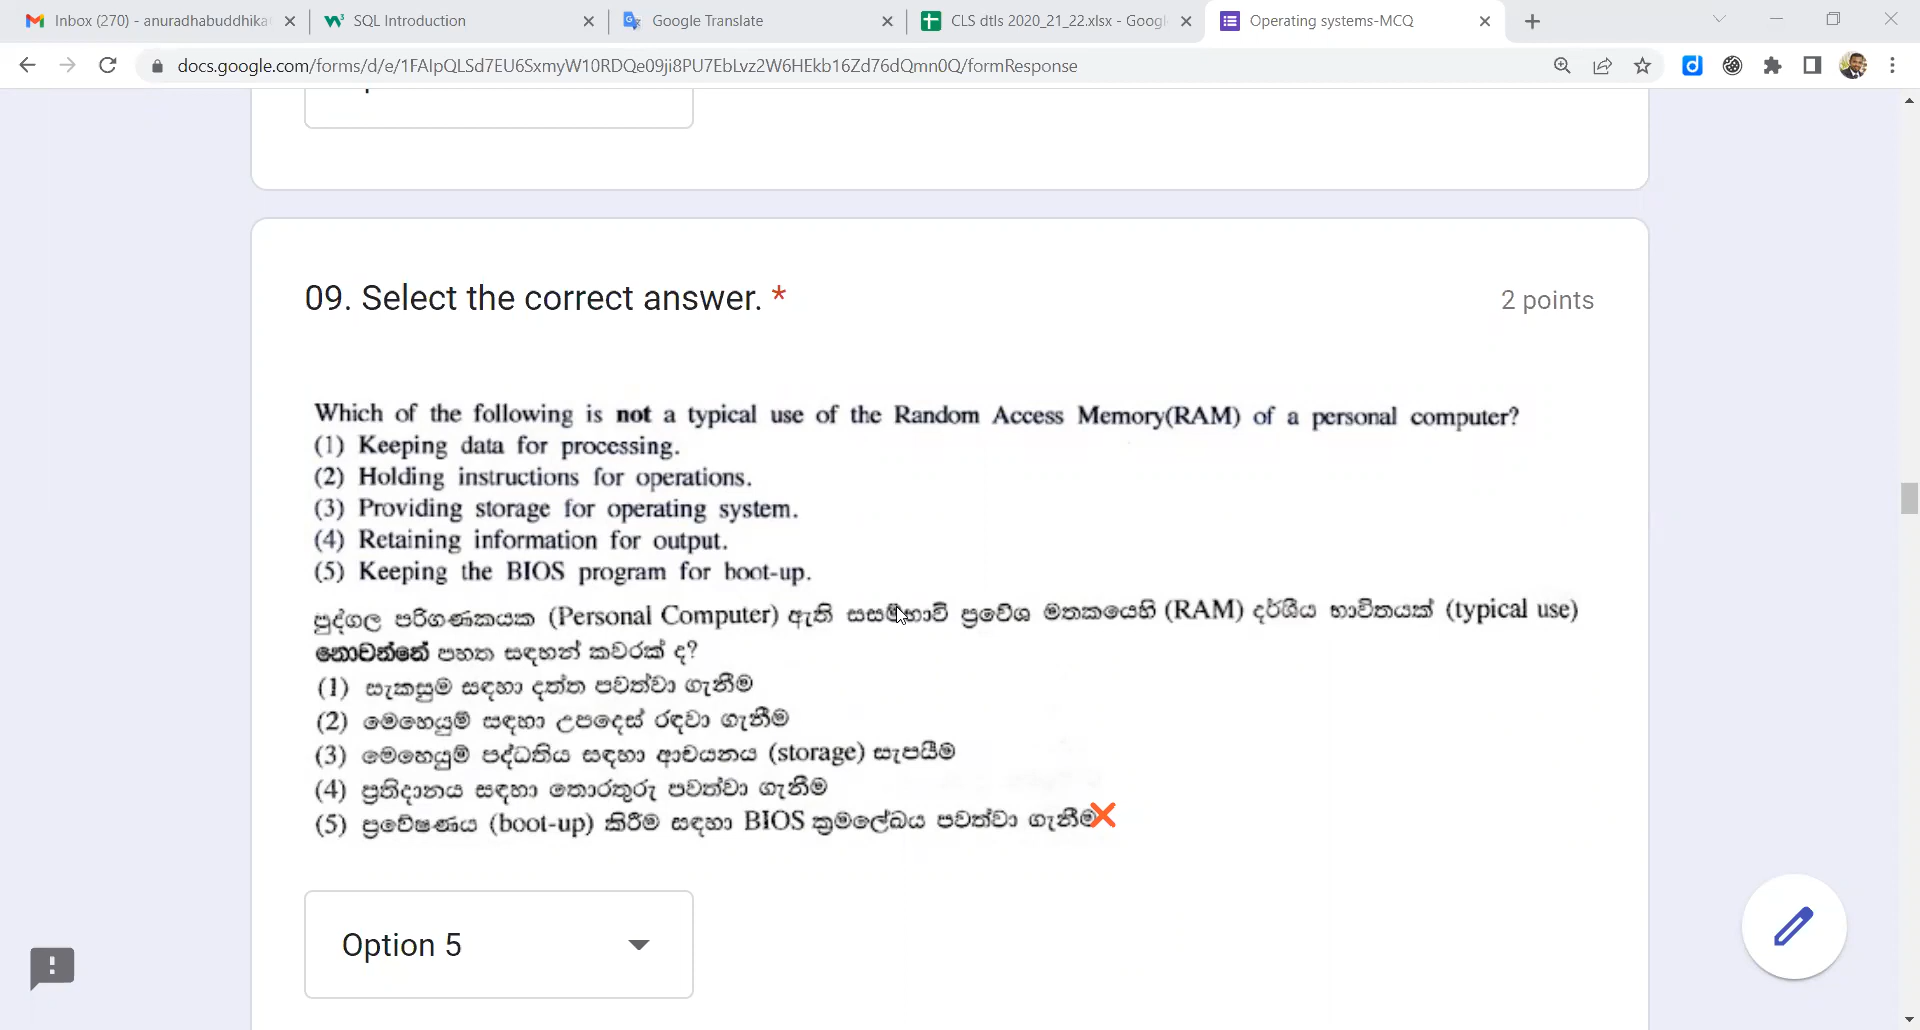 Inbox (270) - anuradhabuddhika
SQL Introduction
Google Translate
CLS dtls 2020_21_22.xlsx - Googl
Operating systems-MCQ
docs.google.com/forms/d/e/1FAIpQLSd7EU6SxmyW10RDQe09ji8PU7EbLvz2W6HEkb16Zd76dQmn0Q/formResponse
09. Select the correct answer. *
2 points
Which of the following is not a typical use of the Random Access Memory(RAM) of a personal computer?
(1) Keeping data for processing.
(2) Holding instructions for operations.
(3) Providing storage for operating system.
(4) Retaining information for output.
(5) Keeping the BIOS program for boot-up.
පුද්ගල පරිගණකයක (Personal Computer) ඇති සසම්භාවි ප්‍රවේශ මතකයෙහි (RAM) දර්ශීය භාවිතයක් (typical use)
නොවන්නේ පහත සඳහන් කවරක් ද?
(1) සැකසුම සඳහා දත්ත පවත්වා ගැනීම
(2) මෙහෙයුම් සඳහා උපදෙස් රඳවා ගැනීම
(3) මෙහෙයුම් පද්ධතිය සඳහා ආචයනය (storage) සැපයීම
(4) ප්‍රතිදානය සඳහා තොරතුරු පවත්වා ගැනීම
(5) ප්‍රවේෂණය (boot-up) කිරීම සඳහා BIOS ක්‍රමලේඛය පවත්වා ගැනීම
Option 5